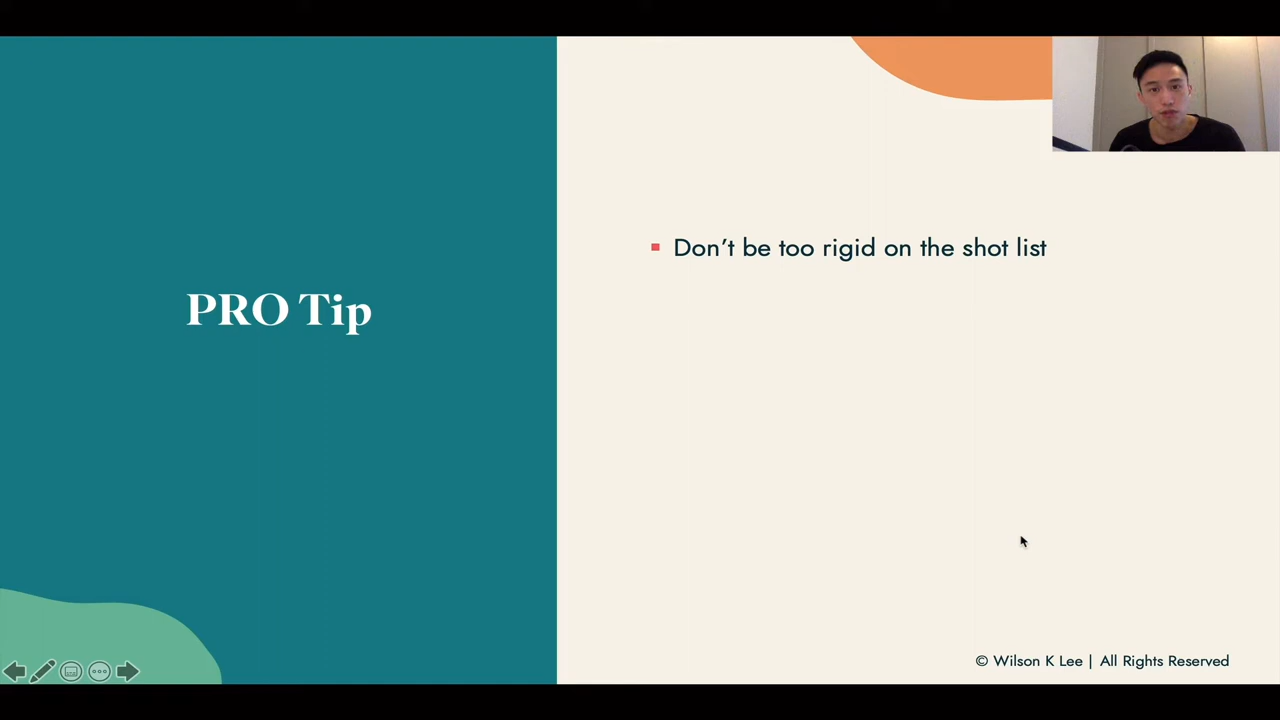 PRO Tip
Don't be too rigid on the shot list
© Wilson K Lee | All Rights Reserved